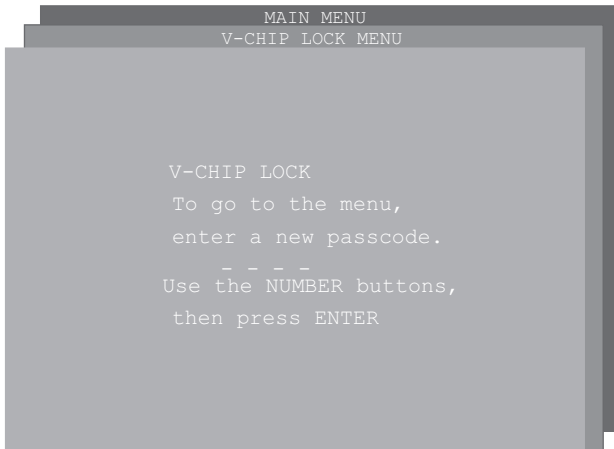 MAIN MENU
V-CHIP LOCK MENU
V-CHIP LOCK
To go to the menu,
enter a new passcode.
_ _ _ _
Use the NUMBER buttons,
then press ENTER